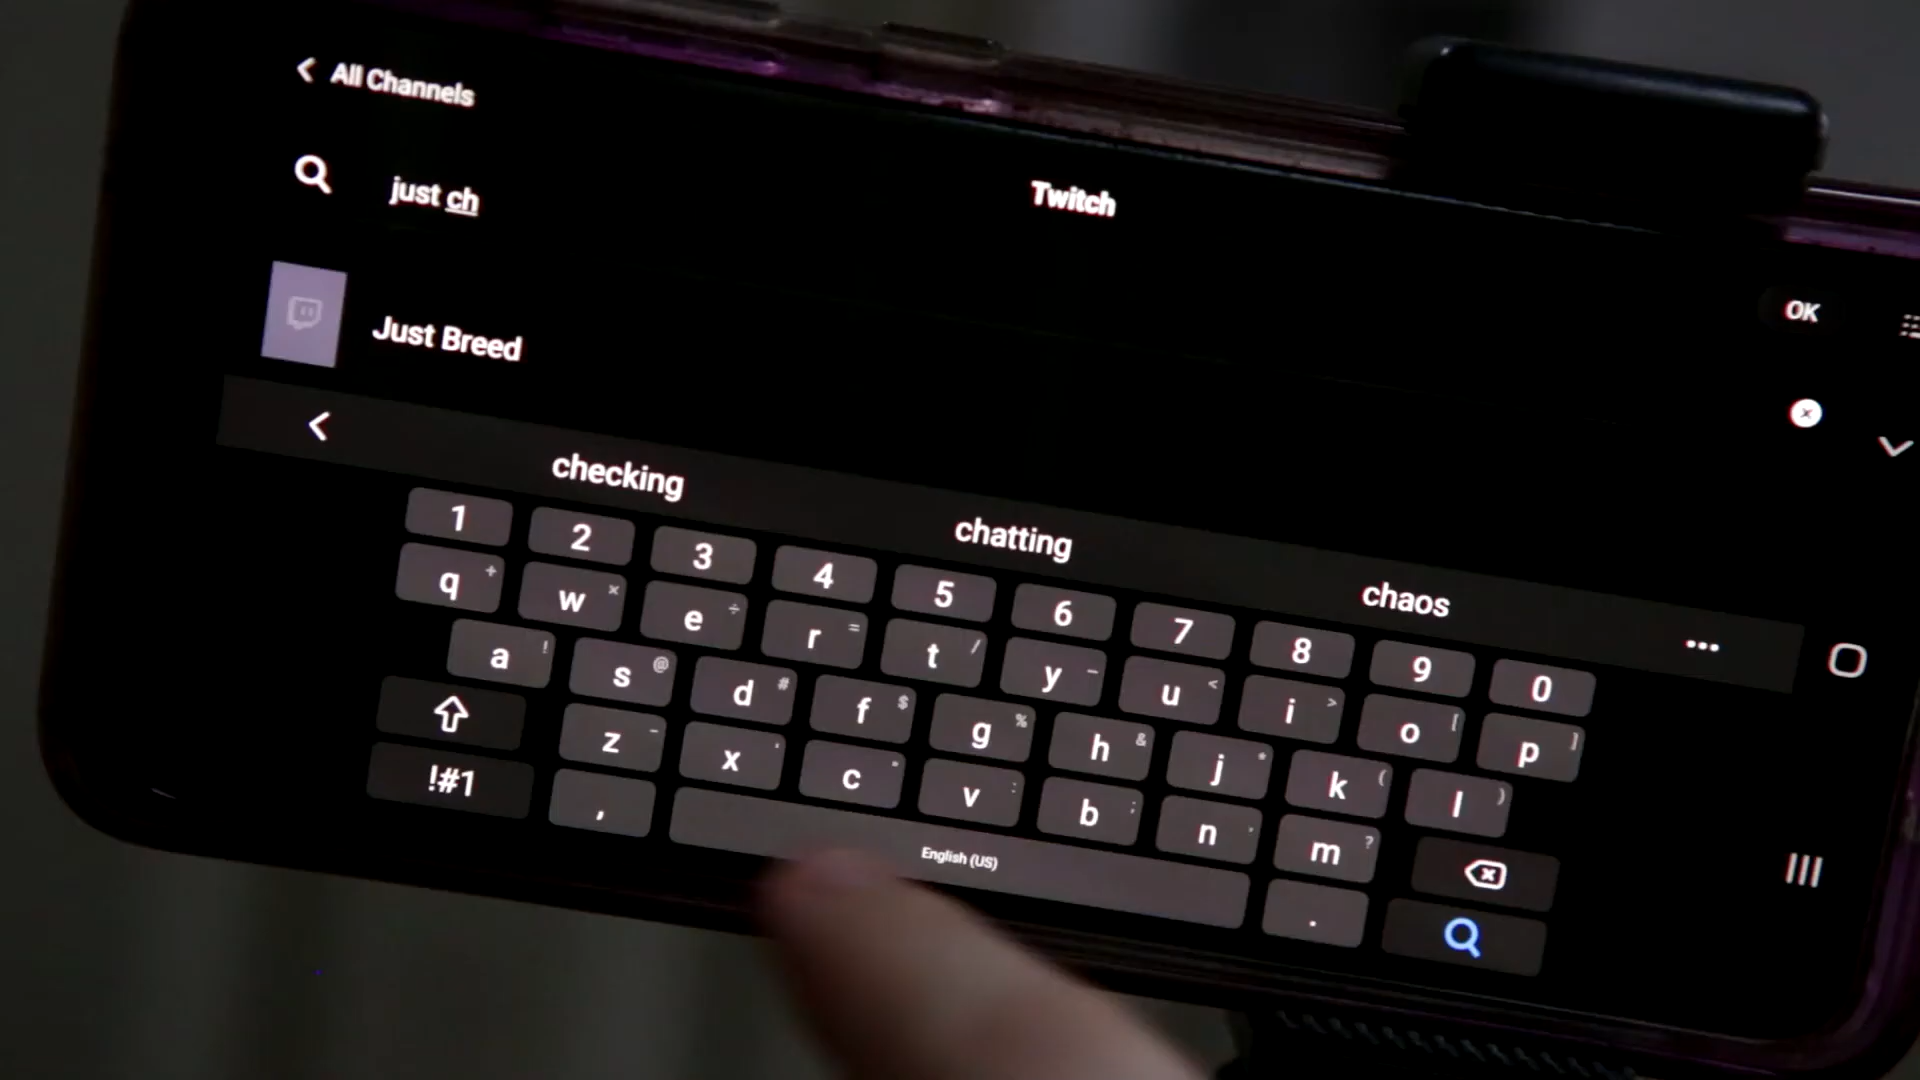 All Channels
just ch
Twitch
OK
Just Breed
checking
chatting
chaos
1 2 3 4 5 6 7 8 9 0
q + w × e ÷ r = t / y u < i > o [ p ]
a ! s @ d # f $ g % h & j * k ( l )
z - x c v : b ; n m ?
!#1 , English (US) .